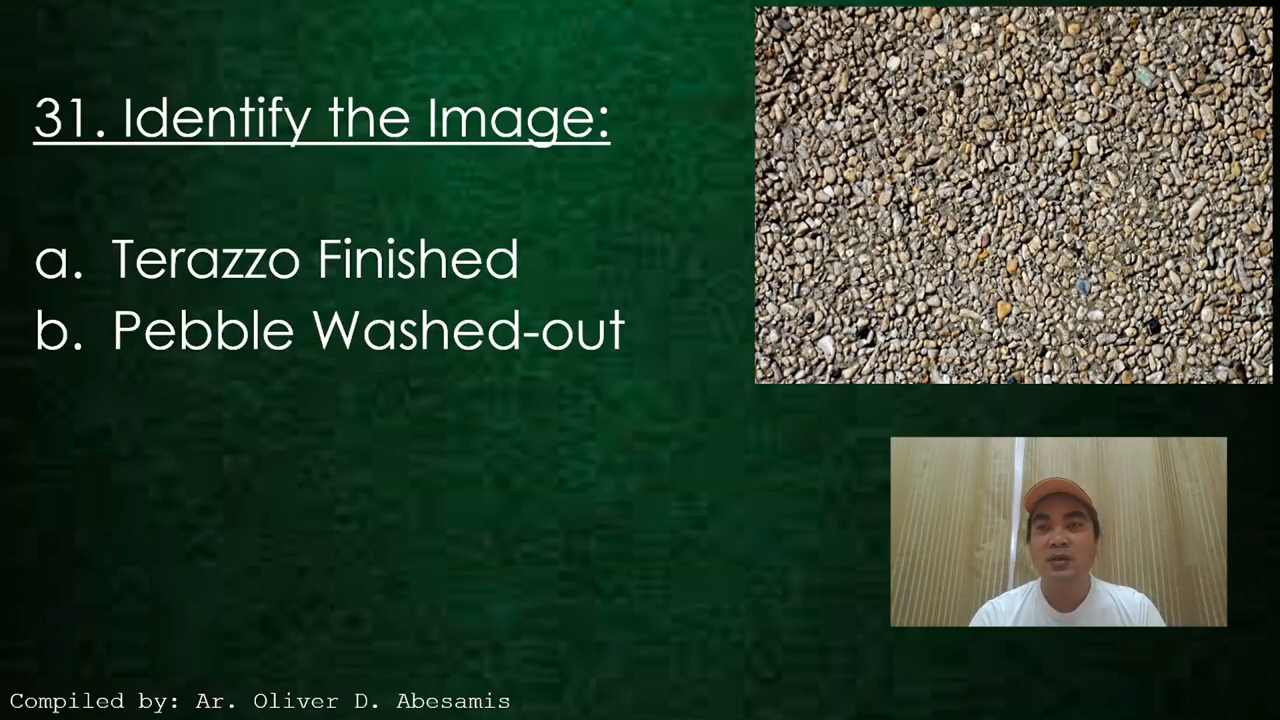 31. Identify the Image:
a. Terazzo Finished
b. Pebble Washed-out
Compiled by: Ar. Oliver D. Abesamis